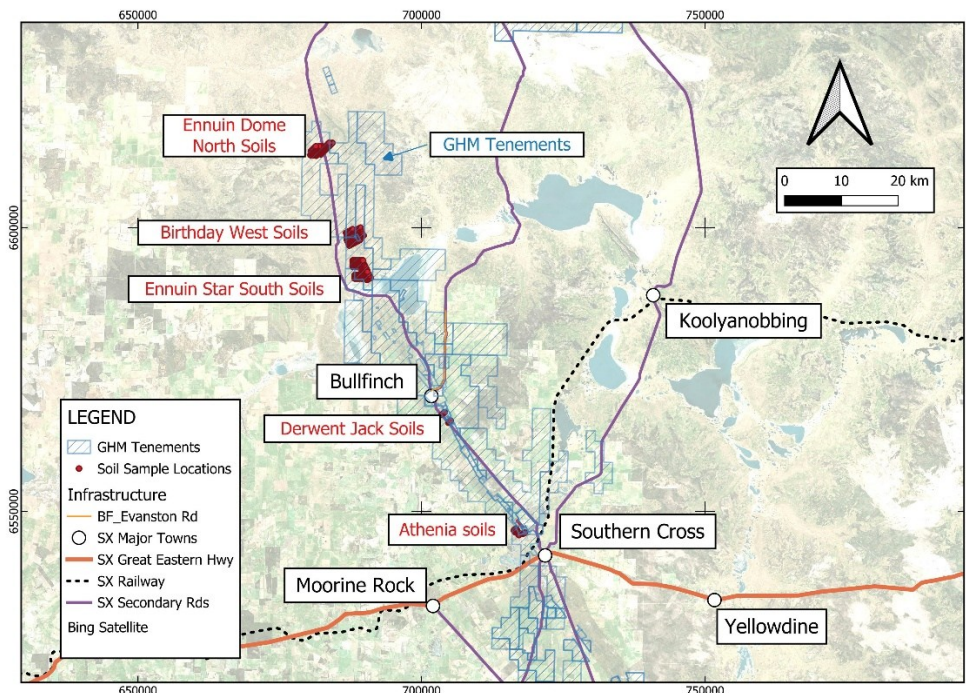 650000
700000
750000
Ennuin Dome
North Soils
GHM Tenements
0 10 20 km
6600000
Birthday West Soils
Ennuin Star South Soils
Koolyanobbing
Bullfinch
Derwent Jack Soils
LEGEND
GHM Tenements
Soil Sample Locations
Infrastructure
BF_Evanston Rd
SX Major Towns
SX Great Eastern Hwy
SX Railway
SX Secondary Rds
Bing Satellite
6550000
Athenia soils
Southern Cross
Moorine Rock
Yellowdine
650000
700000
750000